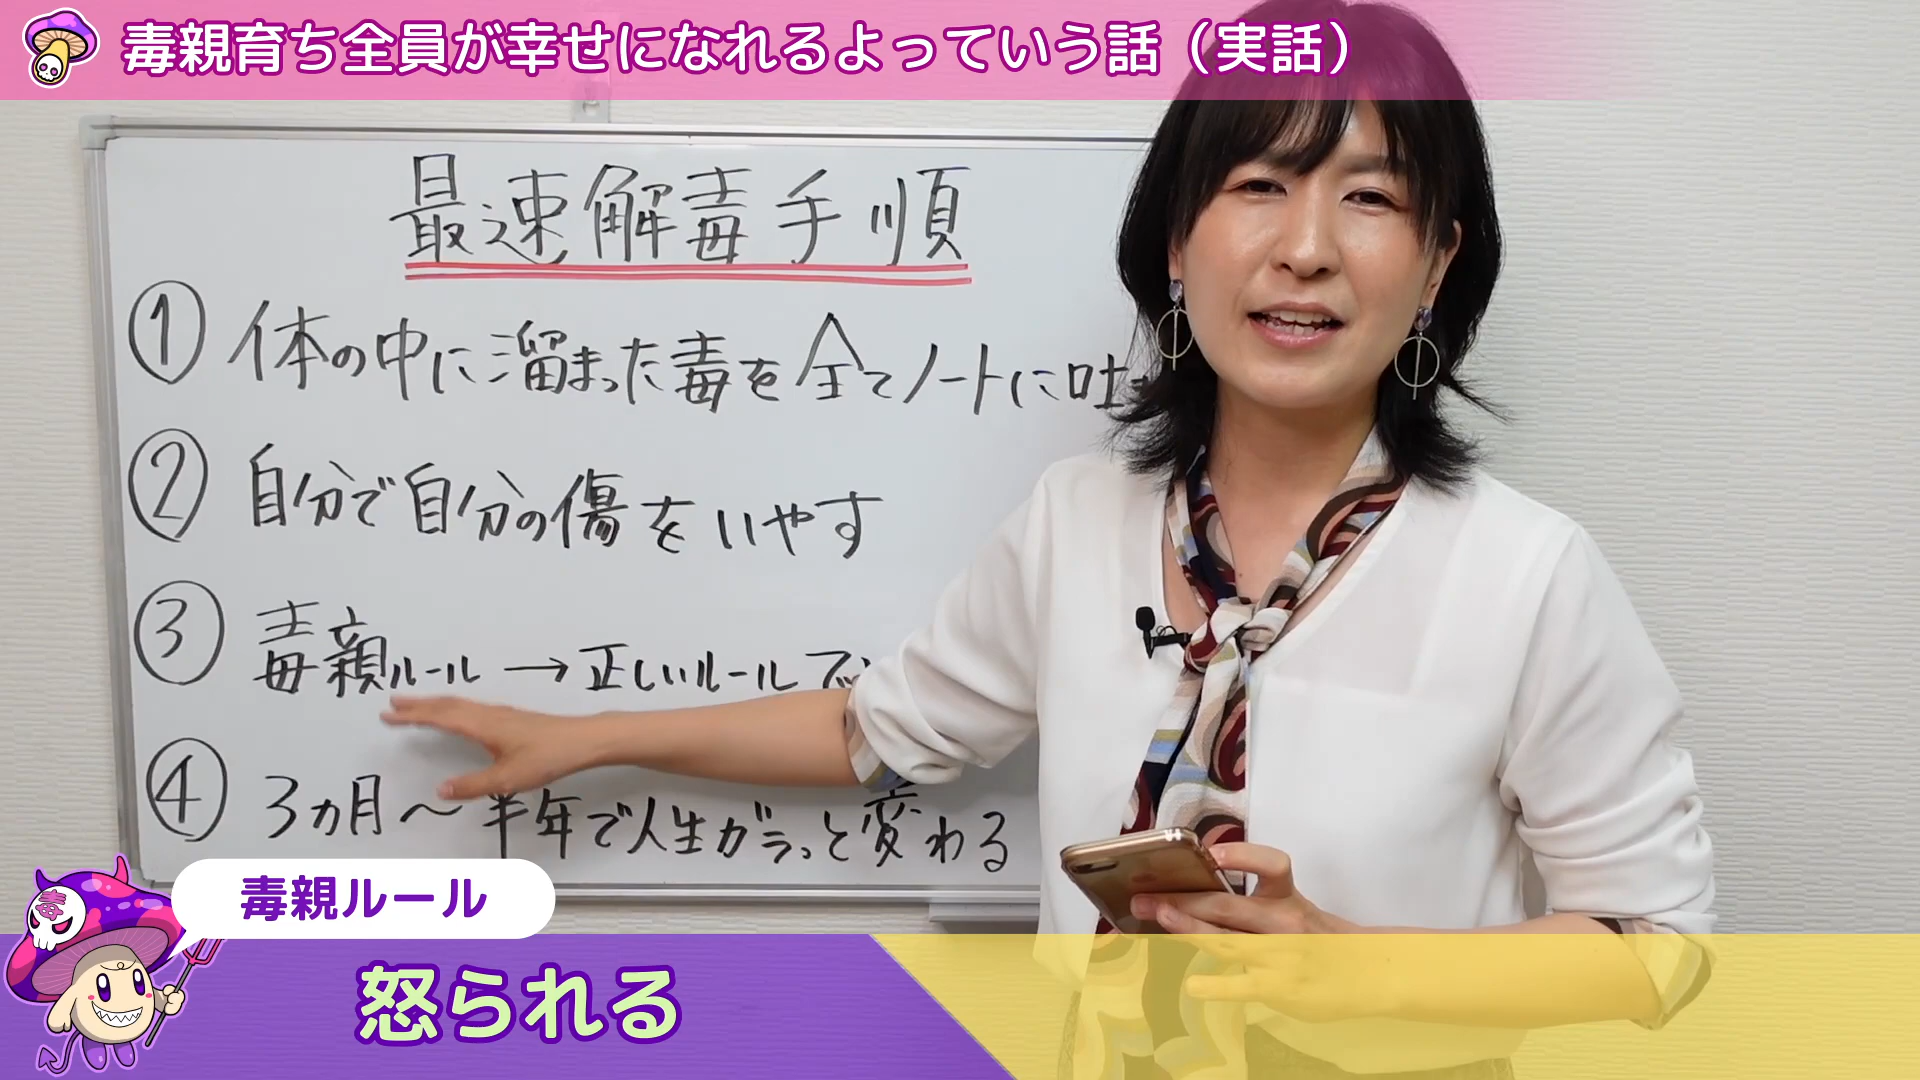 毒親育ち全員が幸せになれるよっていう話（実話）
最速解毒手順
① 体の中に溜まった毒を全てノートに吐
② 自分で自分の傷をいやす
③ 毒親ルール→正しいルール
④ 3ヵ月〜半年で人生がラっと変わる
毒
毒親ルール
怒られる